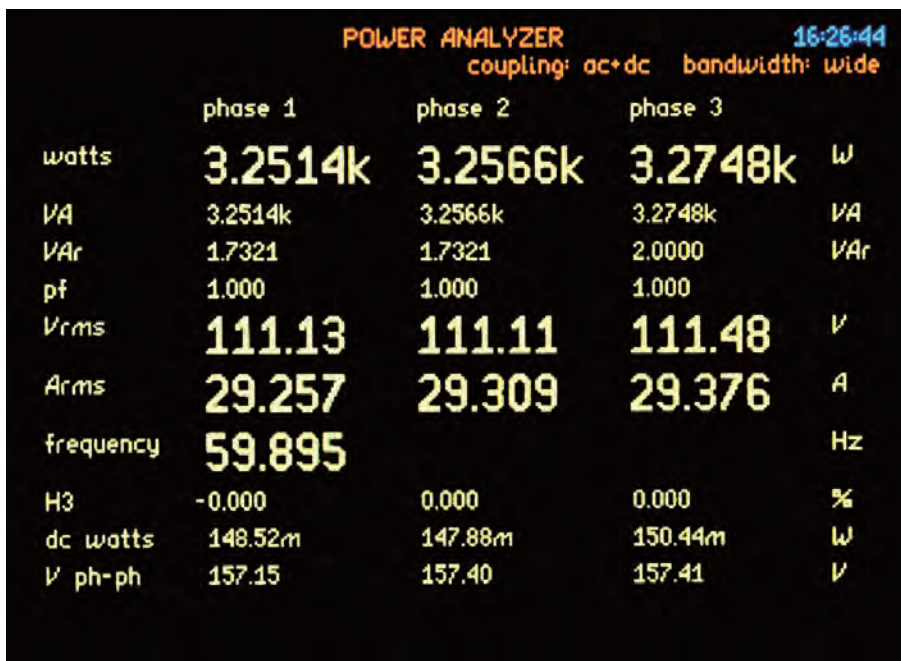 POWER ANALYZER 16:26:44
coupling: ac+dc bandwidth: wide
phase 1 phase 2 phase 3
watts 3.2514k 3.2566k 3.2748k W
VA 3.2514k 3.2566k 3.2748k VA
VAr 1.7321 1.7321 2.0000 VAr
pf 1.000 1.000 1.000
Vrms 111.13 111.11 111.48 V
Arms 29.257 29.309 29.376 A
frequency 59.895 Hz
H3 -0.000 0.000 0.000 %
dc watts 148.52m 147.88m 150.44m W
V ph-ph 157.15 157.40 157.41 V